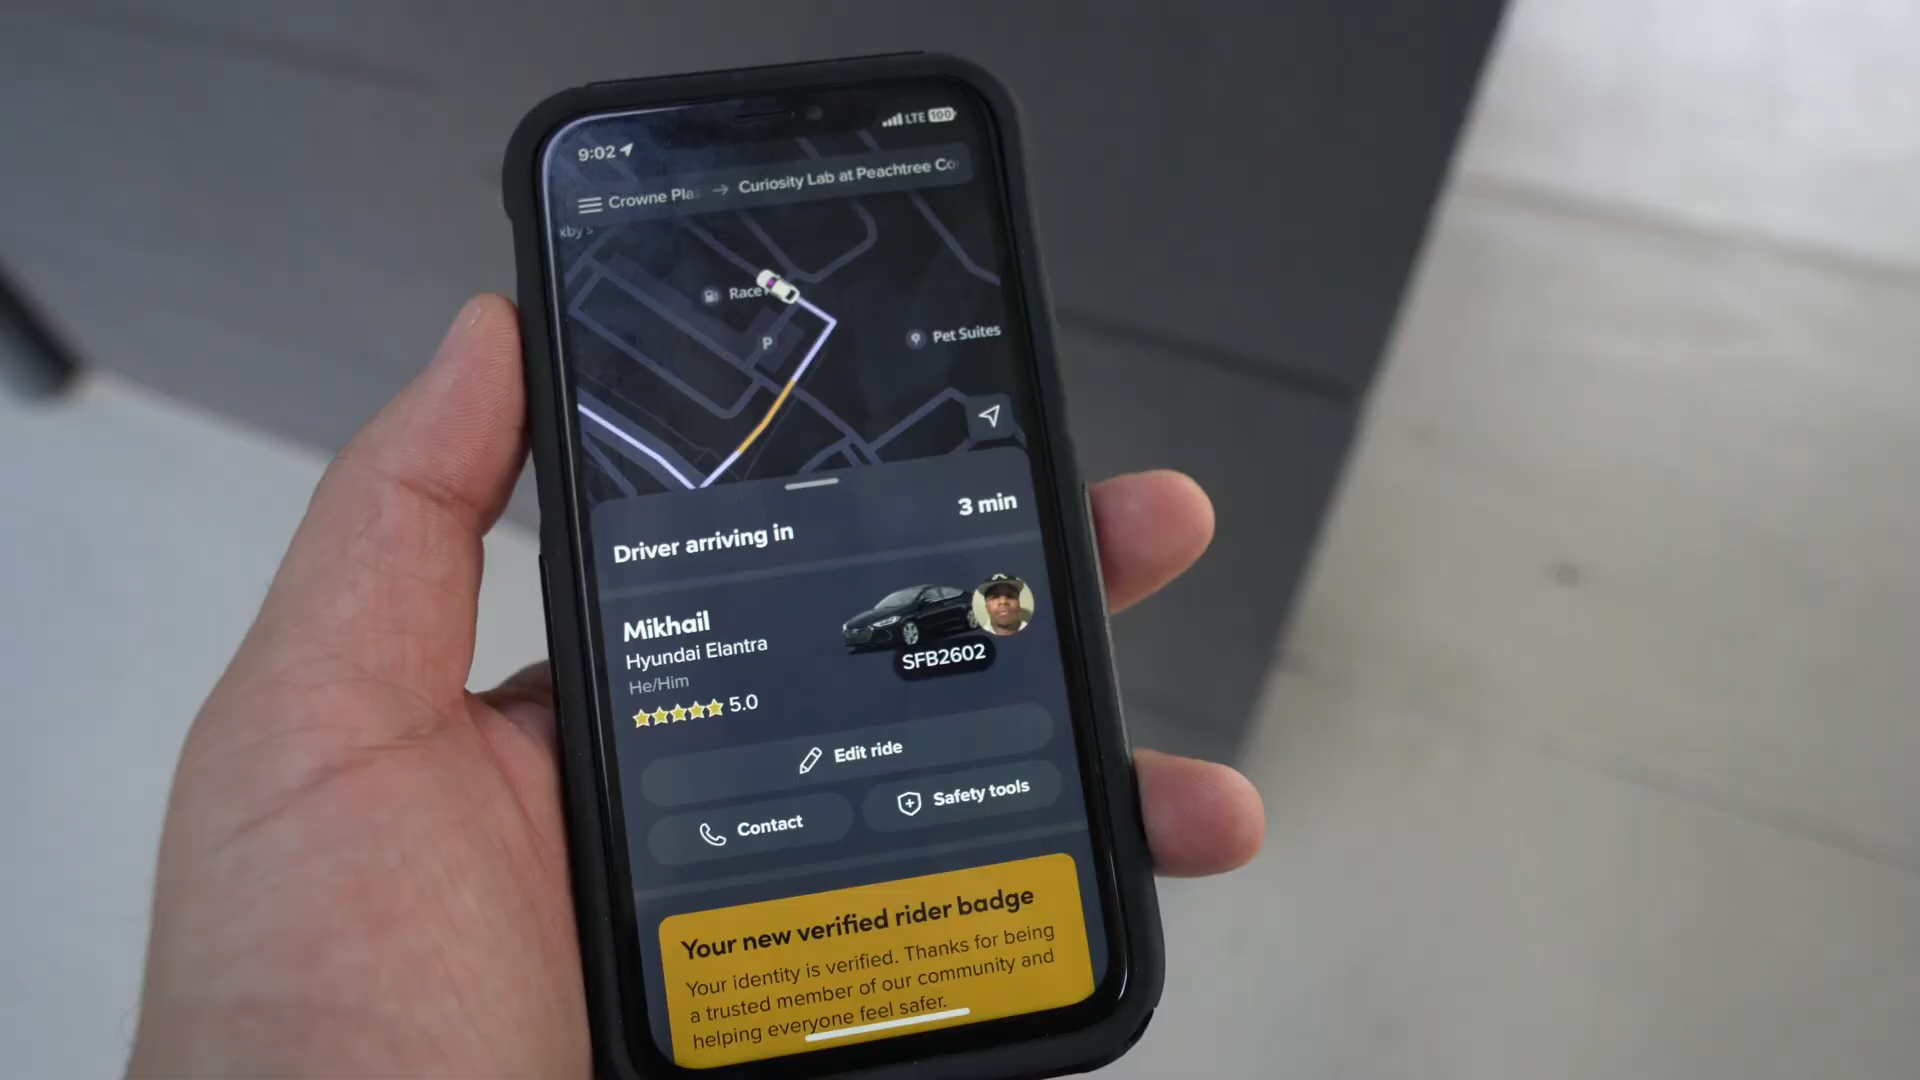 9:02
LTE 100
Crowne Pla → Curiosity Lab at Peachtree Co
xby >
Race
P
Pet Suites
Driver arriving in
3 min
Mikhail
Hyundai Elantra
He/Him
5.0
SFB2602
Edit ride
Contact
Safety tools
Your new verified rider badge
Your identity is verified. Thanks for being
a trusted member of our community and
helping everyone feel safer.